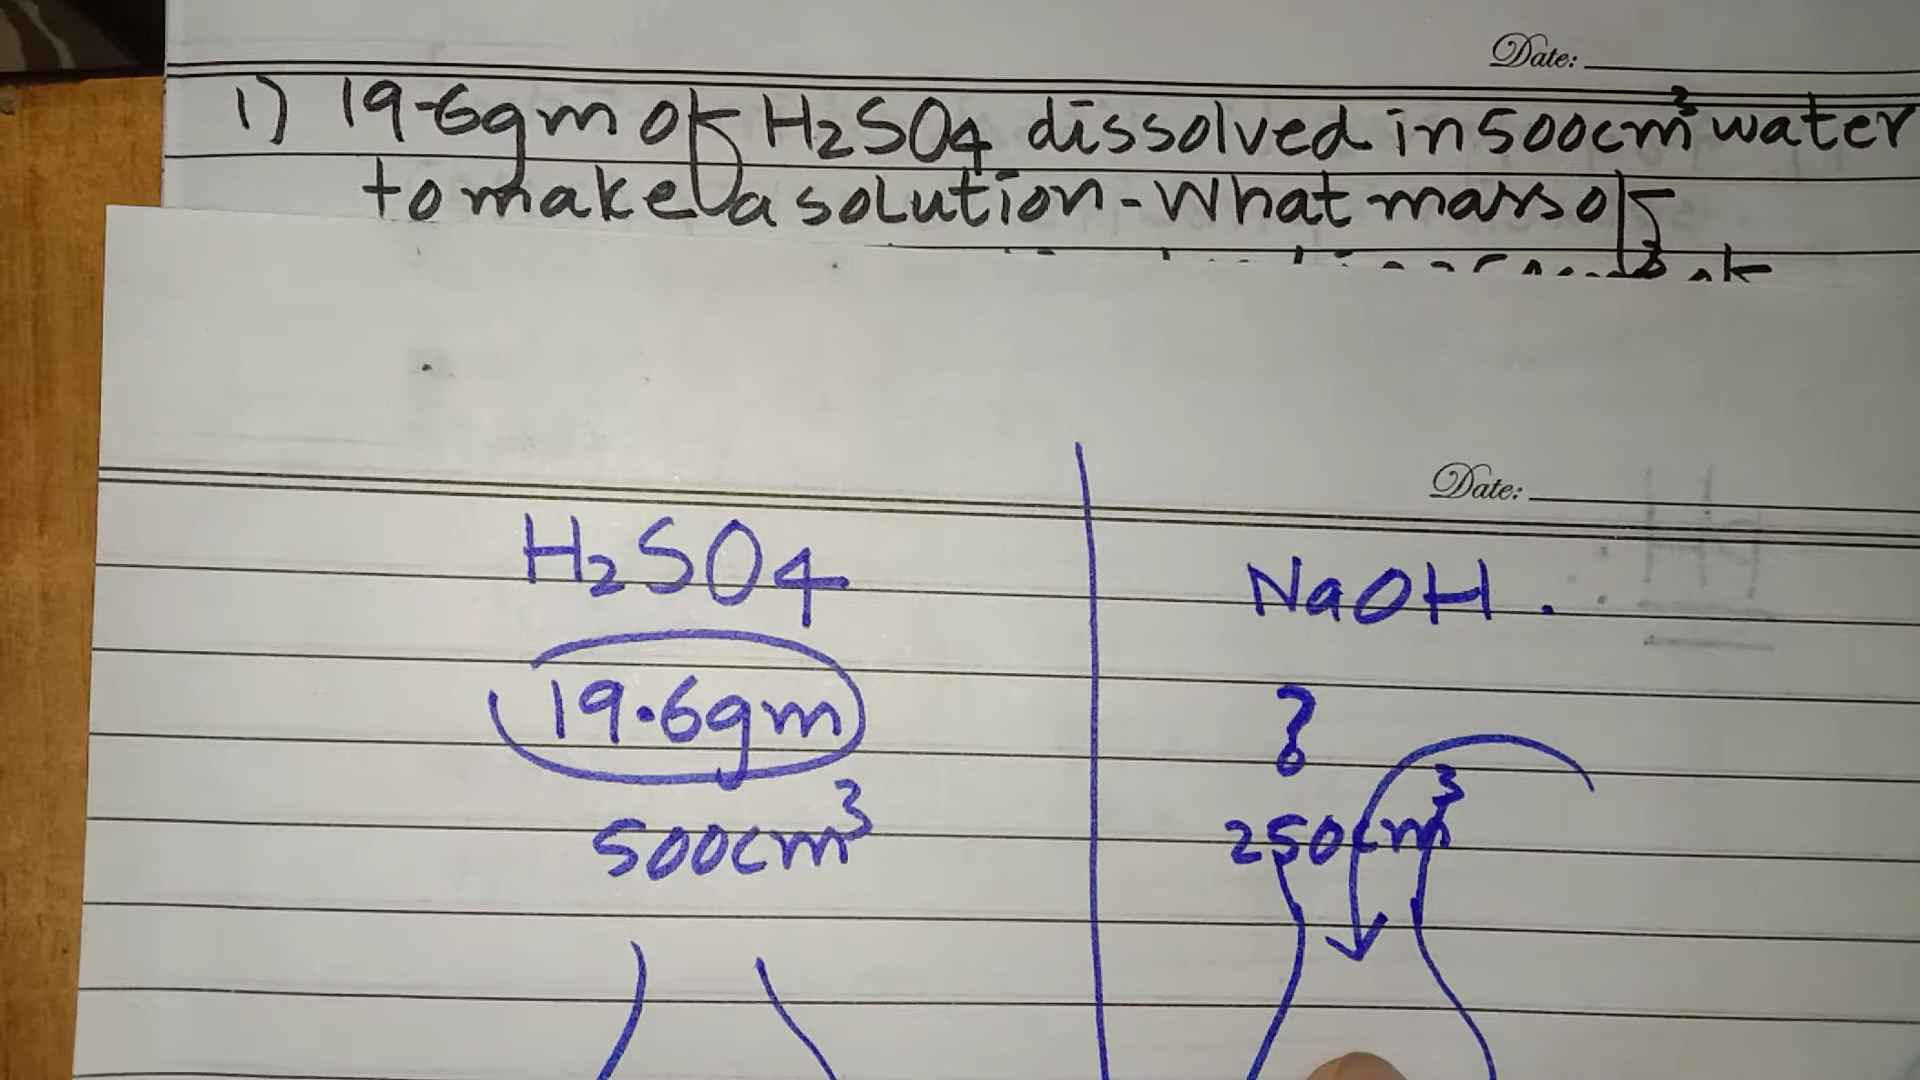 Date:
1) 19.6gm of H₂SO₄ dissolved in 500cm³ water
to make a solution. What mass of
Date:
H₂SO₄
NaOH.
19.6gm
?
500cm³
250cm³